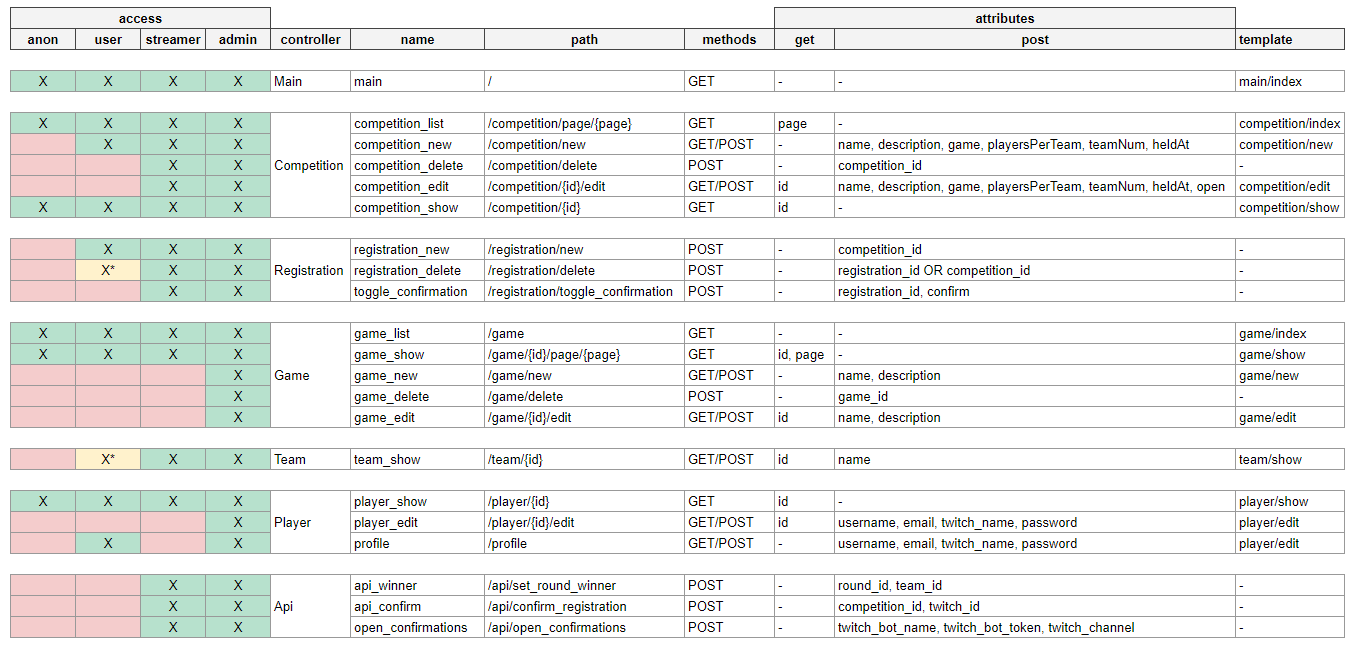 access attributes
anon user streamer admin controller name path methods get post template
X X X X Main main / GET - - main/index
X X X X competition_list /competition/page/{page} GET page - competition/index
X X X competition_new /competition/new GET/POST - name, description, game, playersPerTeam, teamNum, heldAt competition/new
X X Competition competition_delete /competition/delete POST - competition_id -
X X competition_edit /competition/{id}/edit GET/POST id name, description, game, playersPerTeam, teamNum, heldAt, open competition/edit
X X X X competition_show /competition/{id} GET id - competition/show
X X X registration_new /registration/new POST - competition_id -
X* X X Registration registration_delete /registration/delete POST - registration_id OR competition_id -
X X toggle_confirmation /registration/toggle_confirmation POST - registration_id, confirm -
X X X X game_list /game GET - - game/index
X X X X game_show /game/{id}/page/{page} GET id, page - game/show
X Game game_new /game/new GET/POST - name, description game/new
X game_delete /game/delete POST - game_id -
X game_edit /game/{id}/edit GET/POST id name, description game/edit
X* X X Team team_show /team/{id} GET/POST id name team/show
X X X X player_show /player/{id} GET id - player/show
X Player player_edit /player/{id}/edit GET/POST id username, email, twitch_name, password player/edit
X X profile /profile GET/POST - username, email, twitch_name, password player/edit
X X api_winner /api/set_round_winner POST - round_id, team_id -
X X Api api_confirm /api/confirm_registration POST - competition_id, twitch_id -
X X open_confirmations /api/open_confirmations POST - twitch_bot_name, twitch_bot_token, twitch_channel -